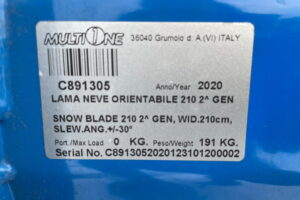 MULTIONE 36040 Grumolo d. A.(VI) ITALY
C891305 Anno/Year 2020
LAMA NEVE ORIENTABILE 210 2^ GEN
SNOW BLADE 210 2^ GEN, WID.210cm,
SLEW.ANG.+/-30°
Port./Max Load 0 KG. Peso/Weight 191 KG.
Serial No. C8913052020123101200002